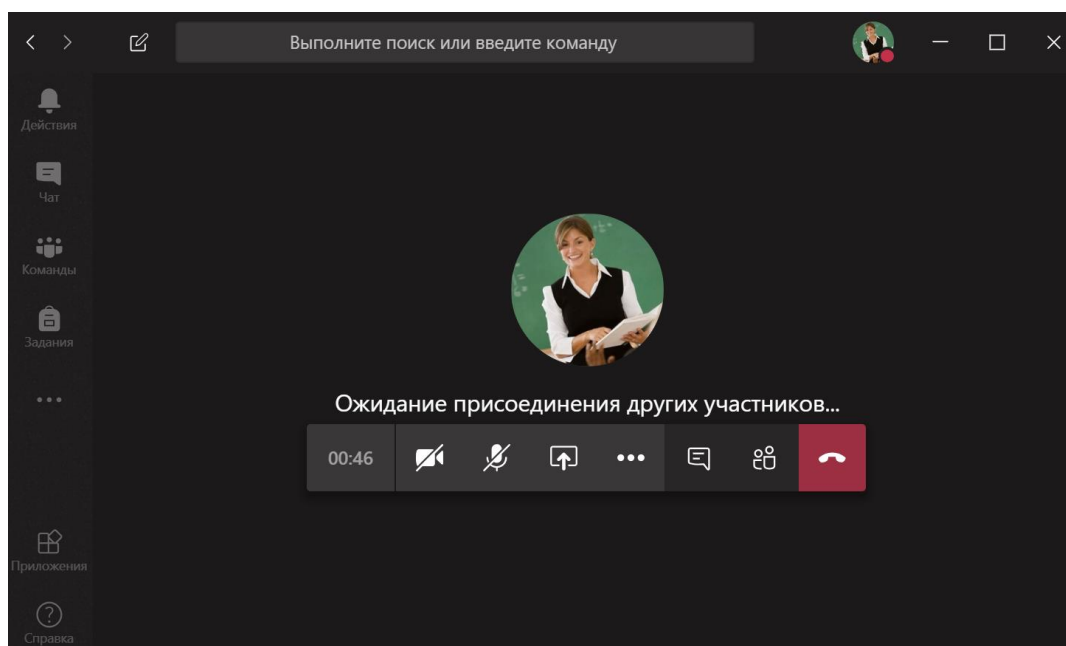 Выполните поиск или введите команду
Действия
Чат
Команды
Задания
Ожидание присоединения других участников...
00:46
Приложения
Справка